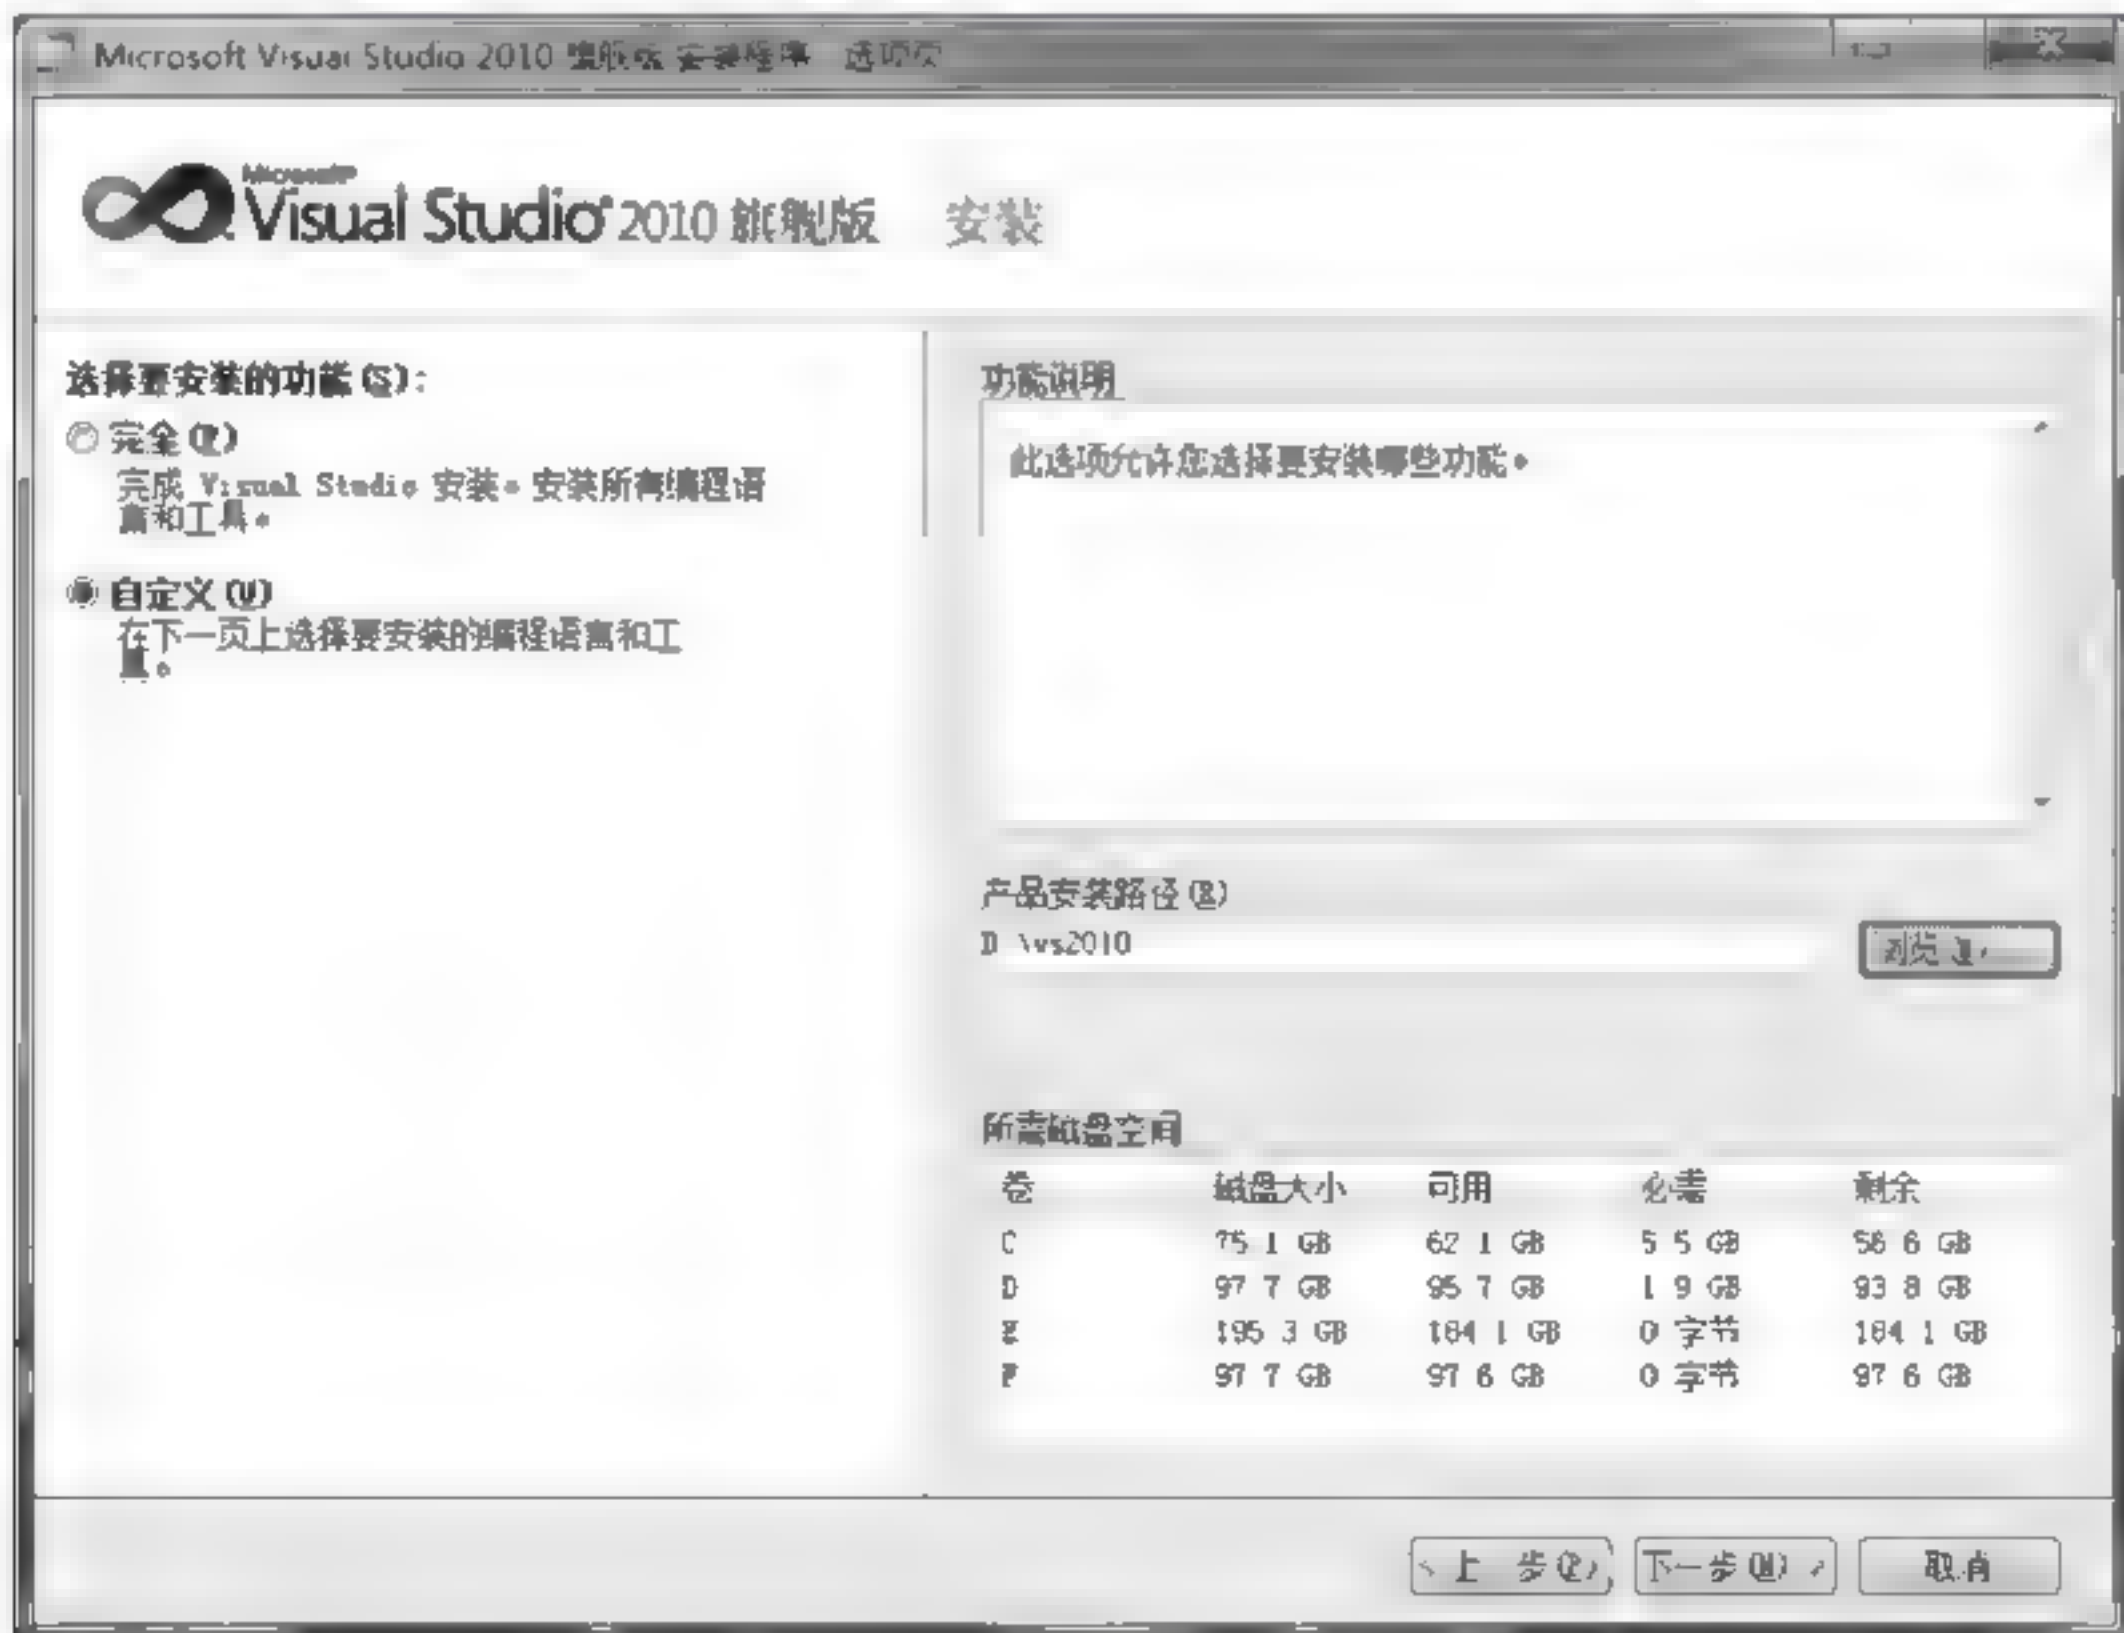 Microsoft Visual Studio 2010 旗舰版 安装程序 选项页
Microsoft
Visual Studio 2010 旗舰版 安装
选择要安装的功能(S):
完全(F)
完成 Visual Studio 安装。安装所有编程语
言和工具。
自定义(U)
在下一页上选择要安装的编程语言和工
具。
功能说明
此选项允许您选择要安装哪些功能。
产品安装路径(R)
D \vs2010
浏览
所需磁盘空间
卷 磁盘大小 可用 必需 剩余
C 75 1 GB 62 1 GB 5 5 GB 56 6 GB
D 97 7 GB 95 7 GB 1 9 GB 93 8 GB
E 195 3 GB 184 1 GB 0 字节 184 1 GB
F 97 7 GB 97 6 GB 0 字节 97 6 GB
< 上 步(P) 下一步(N) > 取消